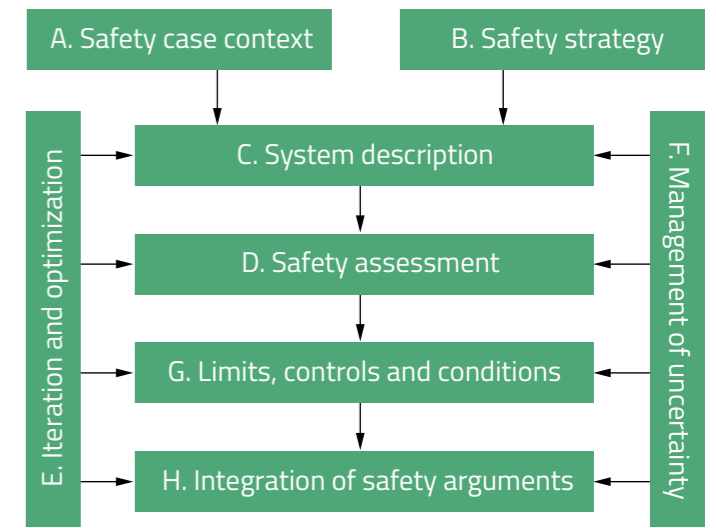 A. Safety case context
B. Safety strategy
C. System description
D. Safety assessment
E. Iteration and optimization
F. Management of uncertainty
G. Limits, controls and conditions
H. Integration of safety arguments